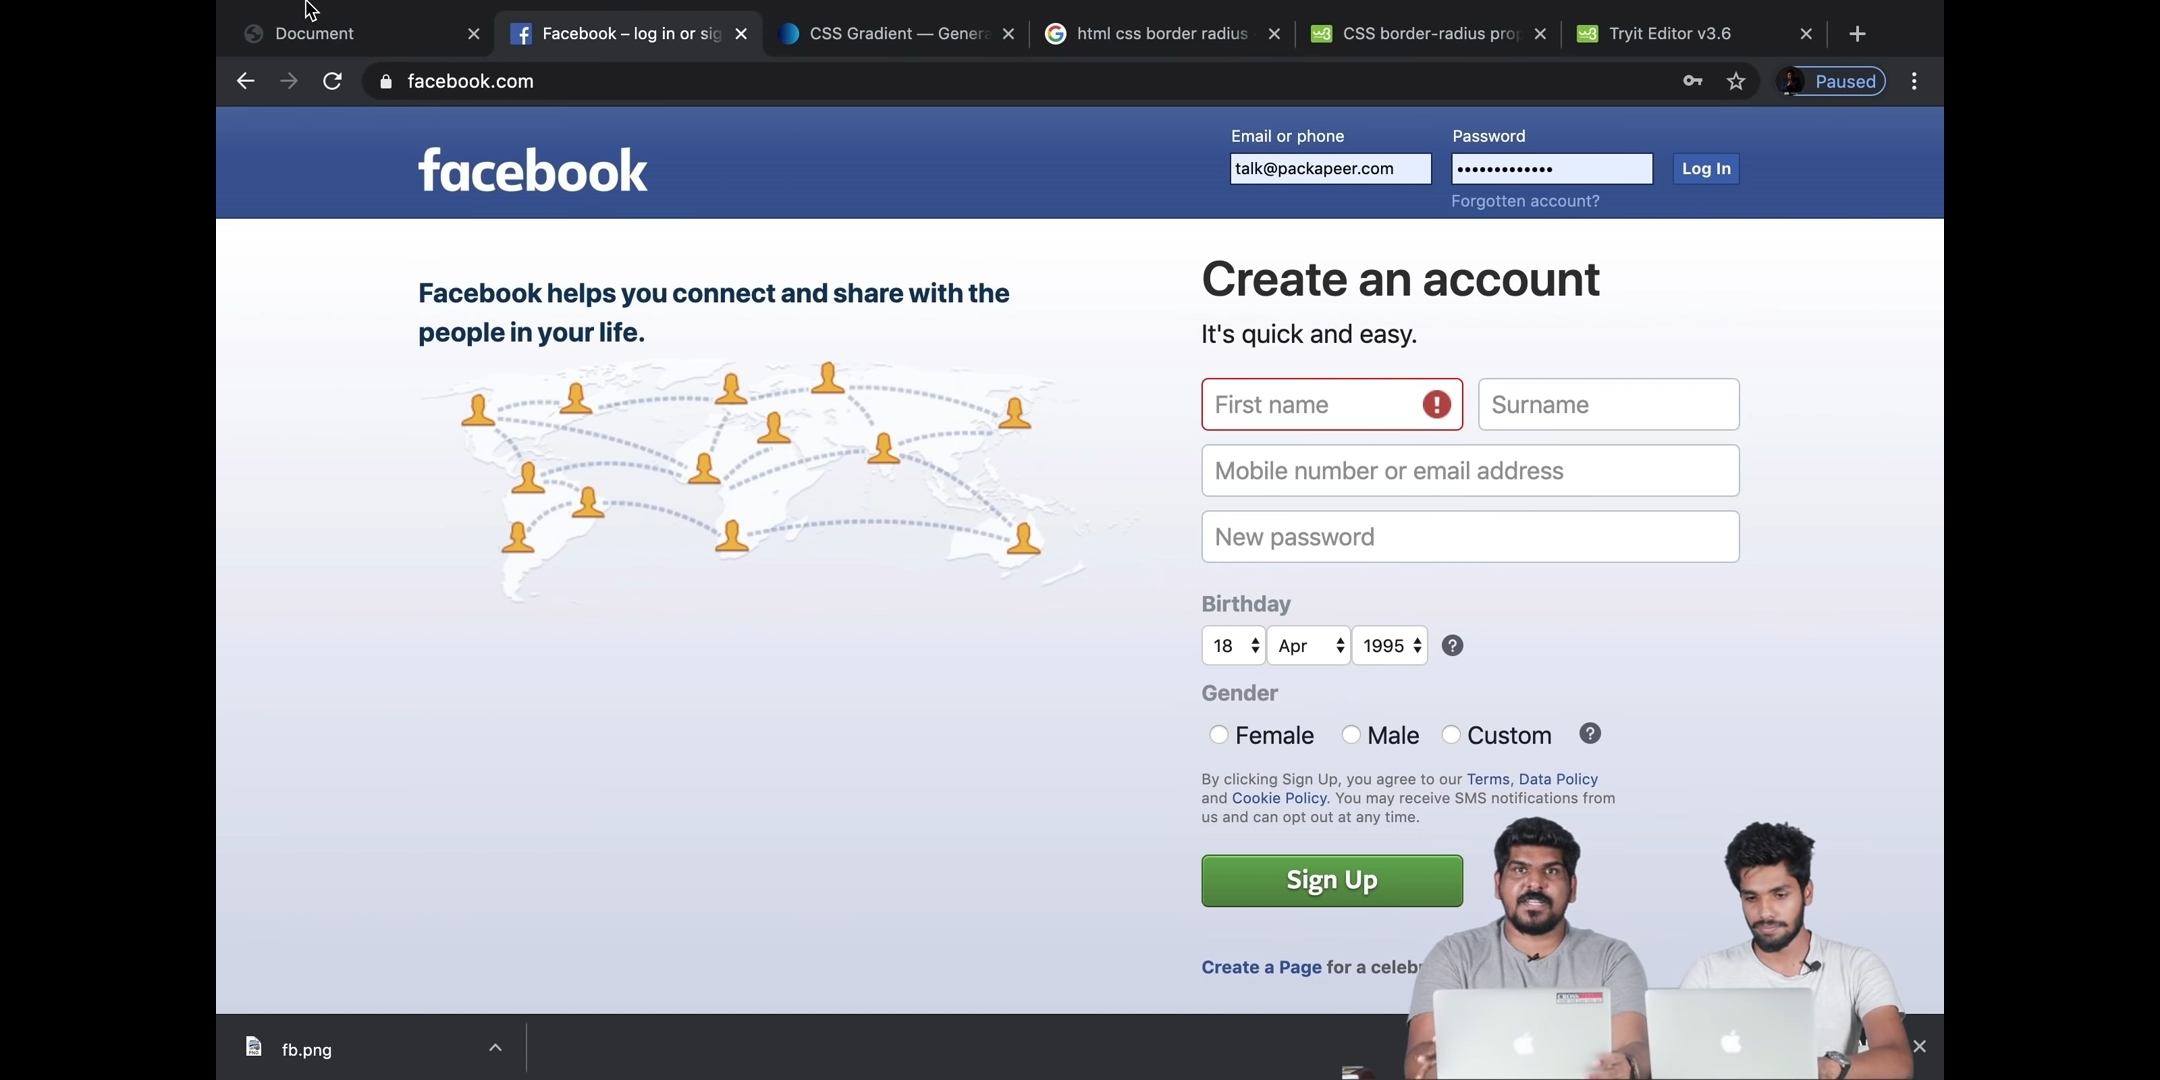 Document
Facebook – log in or sig
CSS Gradient — Genera
html css border radius
CSS border-radius prop
Tryit Editor v3.6
facebook.com
Paused
facebook
Email or phone
Password
talk@packapeer.com
•••••••••••••
Log In
Forgotten account?
Facebook helps you connect and share with the
people in your life.
Create an account
It's quick and easy.
First name
Surname
Mobile number or email address
New password
Birthday
18
Apr
1995
Gender
Female
Male
Custom
By clicking Sign Up, you agree to our Terms, Data Policy
and Cookie Policy. You may receive SMS notifications from
us and can opt out at any time.
Sign Up
Create a Page for a celeb
fb.png